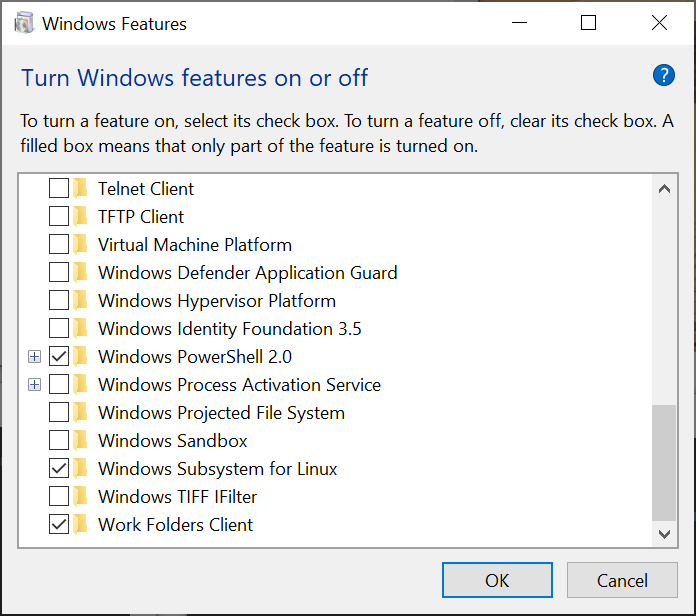 Windows Features
Turn Windows features on or off
?
To turn a feature on, select its check box. To turn a feature off, clear its check box. A
filled box means that only part of the feature is turned on.
Telnet Client
TFTP Client
Virtual Machine Platform
Windows Defender Application Guard
Windows Hypervisor Platform
Windows Identity Foundation 3.5
Windows PowerShell 2.0
Windows Process Activation Service
Windows Projected File System
Windows Sandbox
Windows Subsystem for Linux
Windows TIFF IFilter
Work Folders Client
OK
Cancel